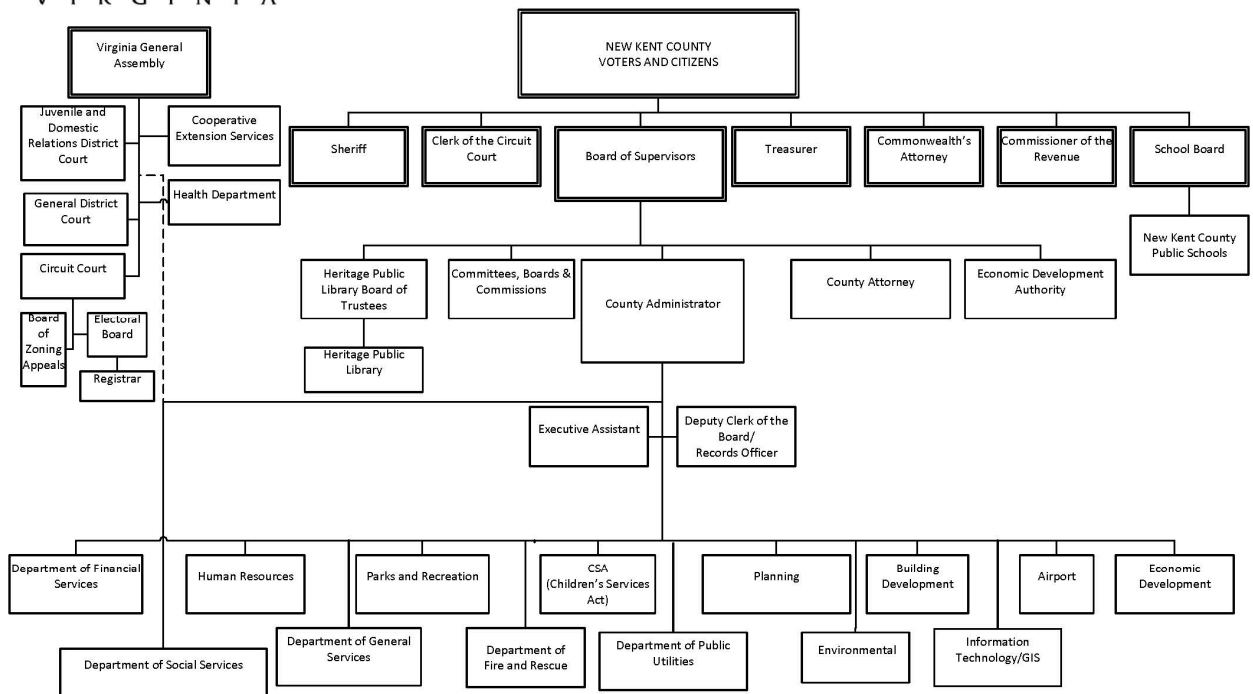 VIRGINIA
NEW KENT COUNTY
VOTERS AND CITIZENS
Virginia General
Assembly
Juvenile and
Domestic
Relations District
Court
Cooperative
Extension Services
Sheriff
Clerk of the Circuit
Court
Board of Supervisors
Treasurer
Commonwealth's
Attorney
Commissioner of the
Revenue
School Board
General District
Court
Health Department
New Kent County
Public Schools
Circuit Court
Heritage Public
Library Board of
Trustees
Committees, Boards &
Commissions
County Administrator
County Attorney
Economic Development
Authority
Board
of
Zoning
Appeals
Electoral
Board
Registrar
Heritage Public
Library
Executive Assistant
Deputy Clerk of the
Board/
Records Officer
Department of Financial
Services
Human Resources
Parks and Recreation
CSA
(Children's Services
Act)
Planning
Building
Development
Airport
Economic
Development
Department of Social Services
Department of General
Services
Department of
Fire and Rescue
Department of Public
Utilities
Environmental
Information
Technology/GIS